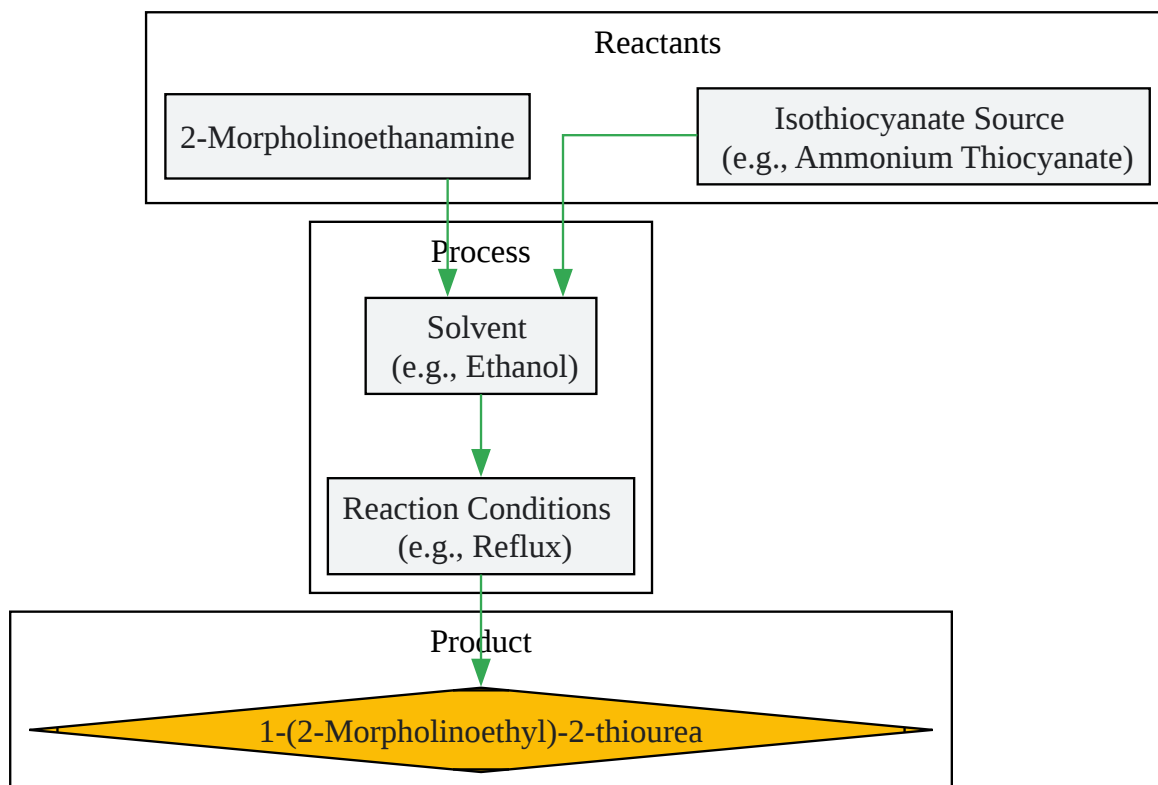 Reactants
2-Morpholinoethanamine
Isothiocyanate Source
(e.g., Ammonium Thiocyanate)
Process
Solvent
(e.g., Ethanol)
Reaction Conditions
(e.g., Reflux)
Product
1-(2-Morpholinoethyl)-2-thiourea